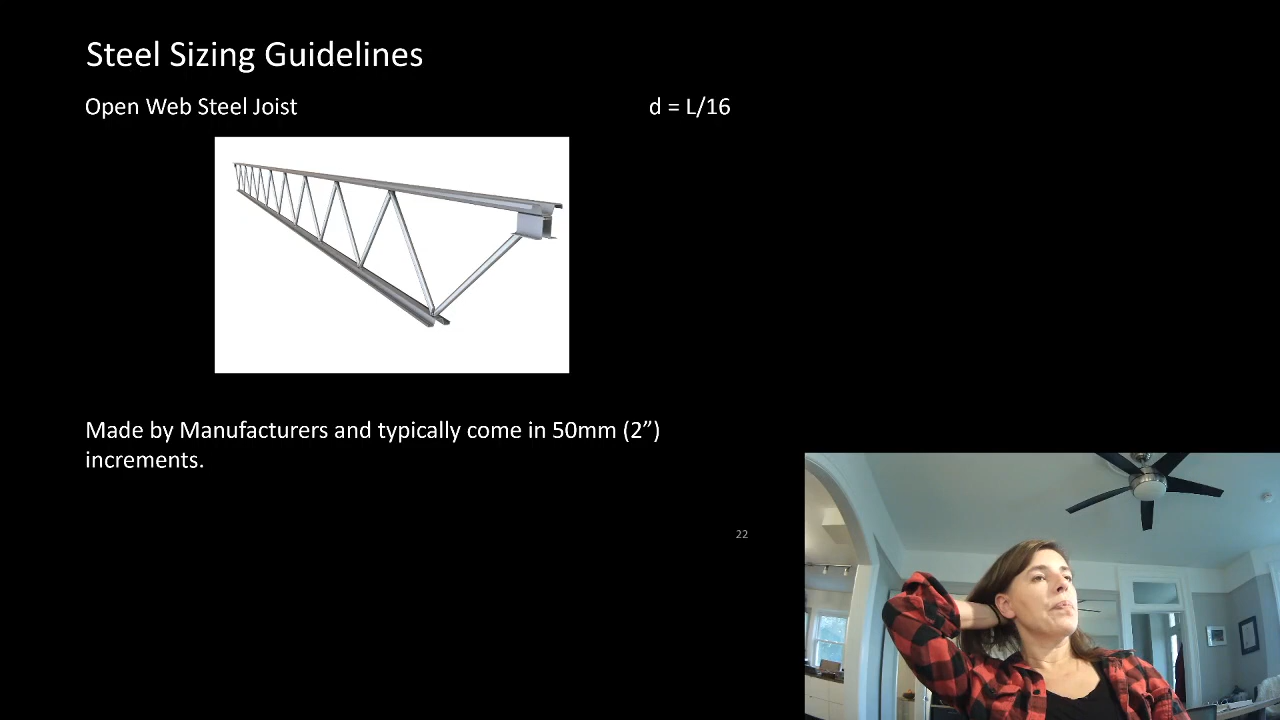 Steel Sizing Guidelines
Open Web Steel Joist
d = L/16
Made by Manufacturers and typically come in 50mm (2”)
increments.
22